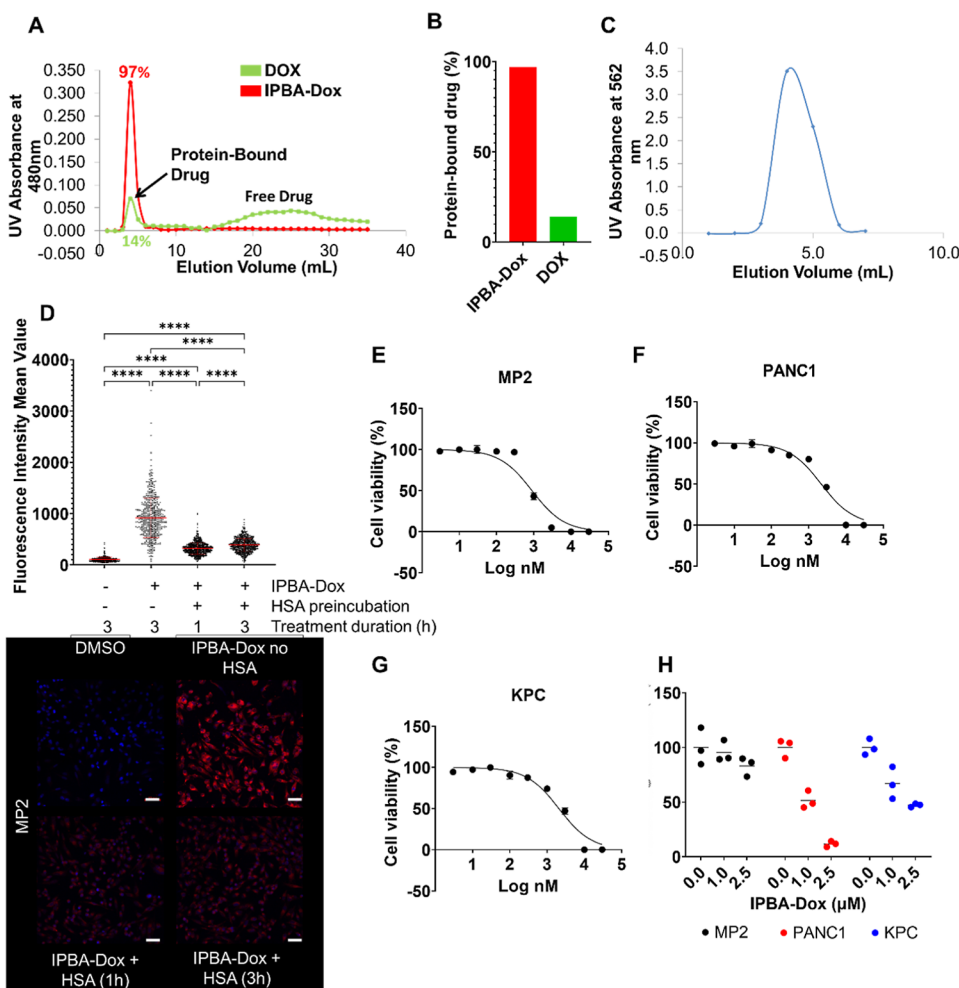 A
UV Absorbance at
480nm
0.350
0.300
0.250
0.200
0.150
0.100
0.050
0.000
-0.050
97%
DOX
IPBA-Dox
Protein-Bound
Drug
Free Drug
14%
0
10
20
30
40
Elution Volume (mL)
B
Protein-bound drug (%)
100
50
0
IPBA-Dox
DOX
C
UV Absorbance at 562
nm
4.0
3.5
3.0
2.5
2.0
1.5
1.0
0.5
0.0
-0.5
0.0
5.0
10.0
Elution Volume (mL)
D
Fluorescence Intensity Mean Value
4000
3000
2000
1000
0
****
****
****
**** **** ****
- + + + IPBA-Dox
- - + + HSA preincubation
3 3 1 3 Treatment duration (h)
DMSO
IPBA-Dox no
HSA
MP2
IPBA-Dox +
HSA (1h)
IPBA-Dox +
HSA (3h)
E
MP2
Cell viability (%)
150
100
50
0
-50
1 2 3 4 5
Log nM
F
PANC1
Cell viability (%)
150
100
50
0
-50
1 2 3 4 5
Log nM
G
KPC
Cell viability (%)
150
100
50
0
-50
1 2 3 4 5
Log nM
H
150
100
50
0
0.0 1.0 2.5 0.0 1.0 2.5 0.0 1.0 2.5
IPBA-Dox (μM)
MP2 PANC1 KPC